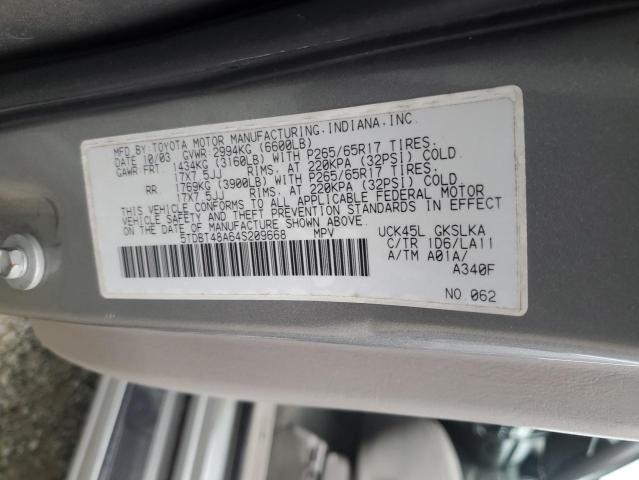 MFD BY:TOYOTA MOTOR MANUFACTURING,INDIANA,INC.
DATE 10/03 GVWR 2994KG (6600LB)
GAWR FRT. 1434KG (3160LB) WITH P265/65R17 TIRES,
17X7.5JJ RIMS, AT 220KPA (32PSI) COLD.
RR 1769KG (3900LB) WITH P265/65R17 TIRES,
17X7.5JJ RIMS, AT 220KPA (32PSI) COLD.
THIS VEHICLE CONFORMS TO ALL APPLICABLE FEDERAL MOTOR
VEHICLE SAFETY AND THEFT PREVENTION STANDARDS IN EFFECT
ON THE DATE OF MANUFACTURE SHOWN ABOVE.
5TDBT48A64S209668 MPV UCK45L GKSLKA
C/TR 1D6/LA11
A/TM A01A/
A340F
NO 062